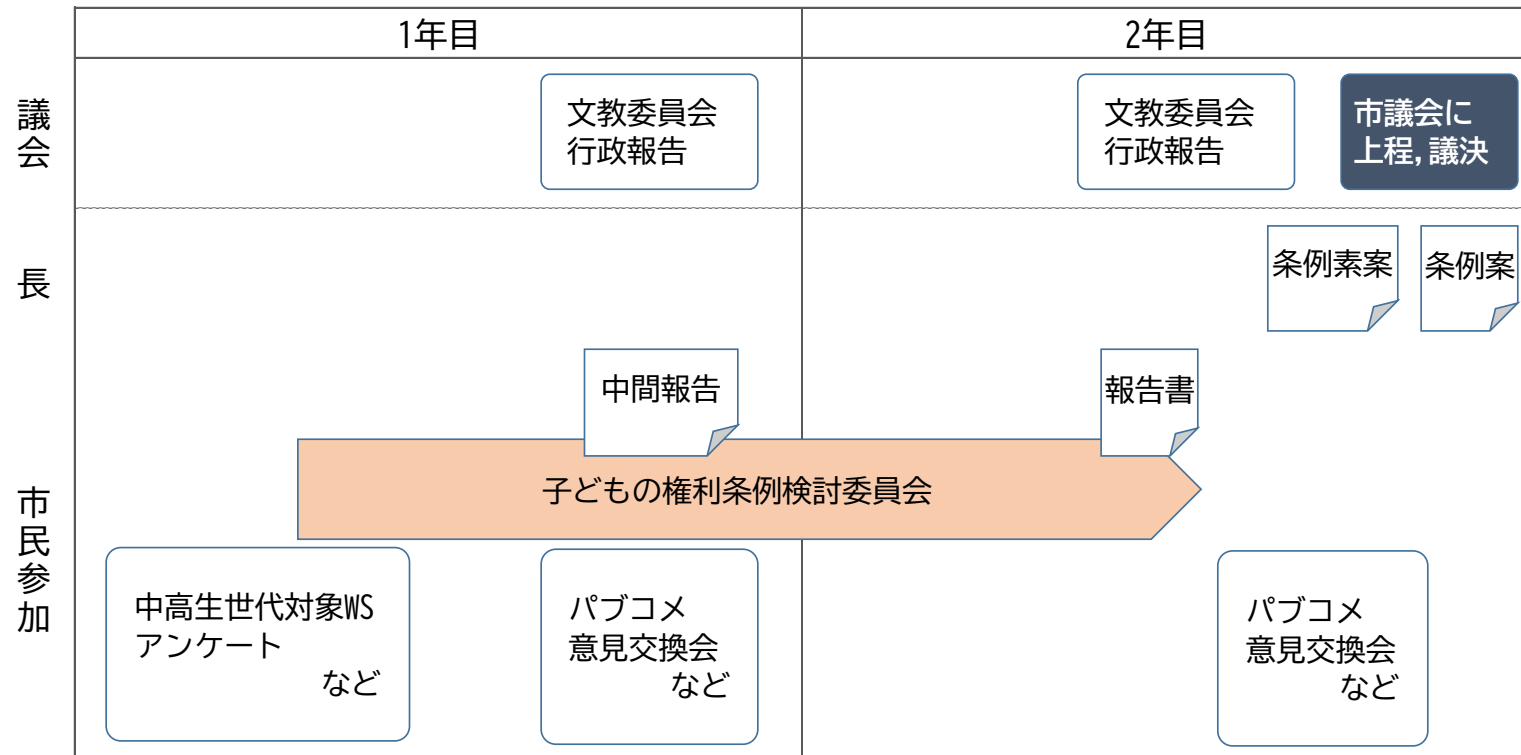 1年目
2年目
議会
文教委員会
行政報告
文教委員会
行政報告
市議会に
上程,議決
長
条例素案
条例案
中間報告
報告書
子どもの権利条例検討委員会
市民参加
中高生世代対象WS
アンケート
など
パブコメ
意見交換会
など
パブコメ
意見交換会
など